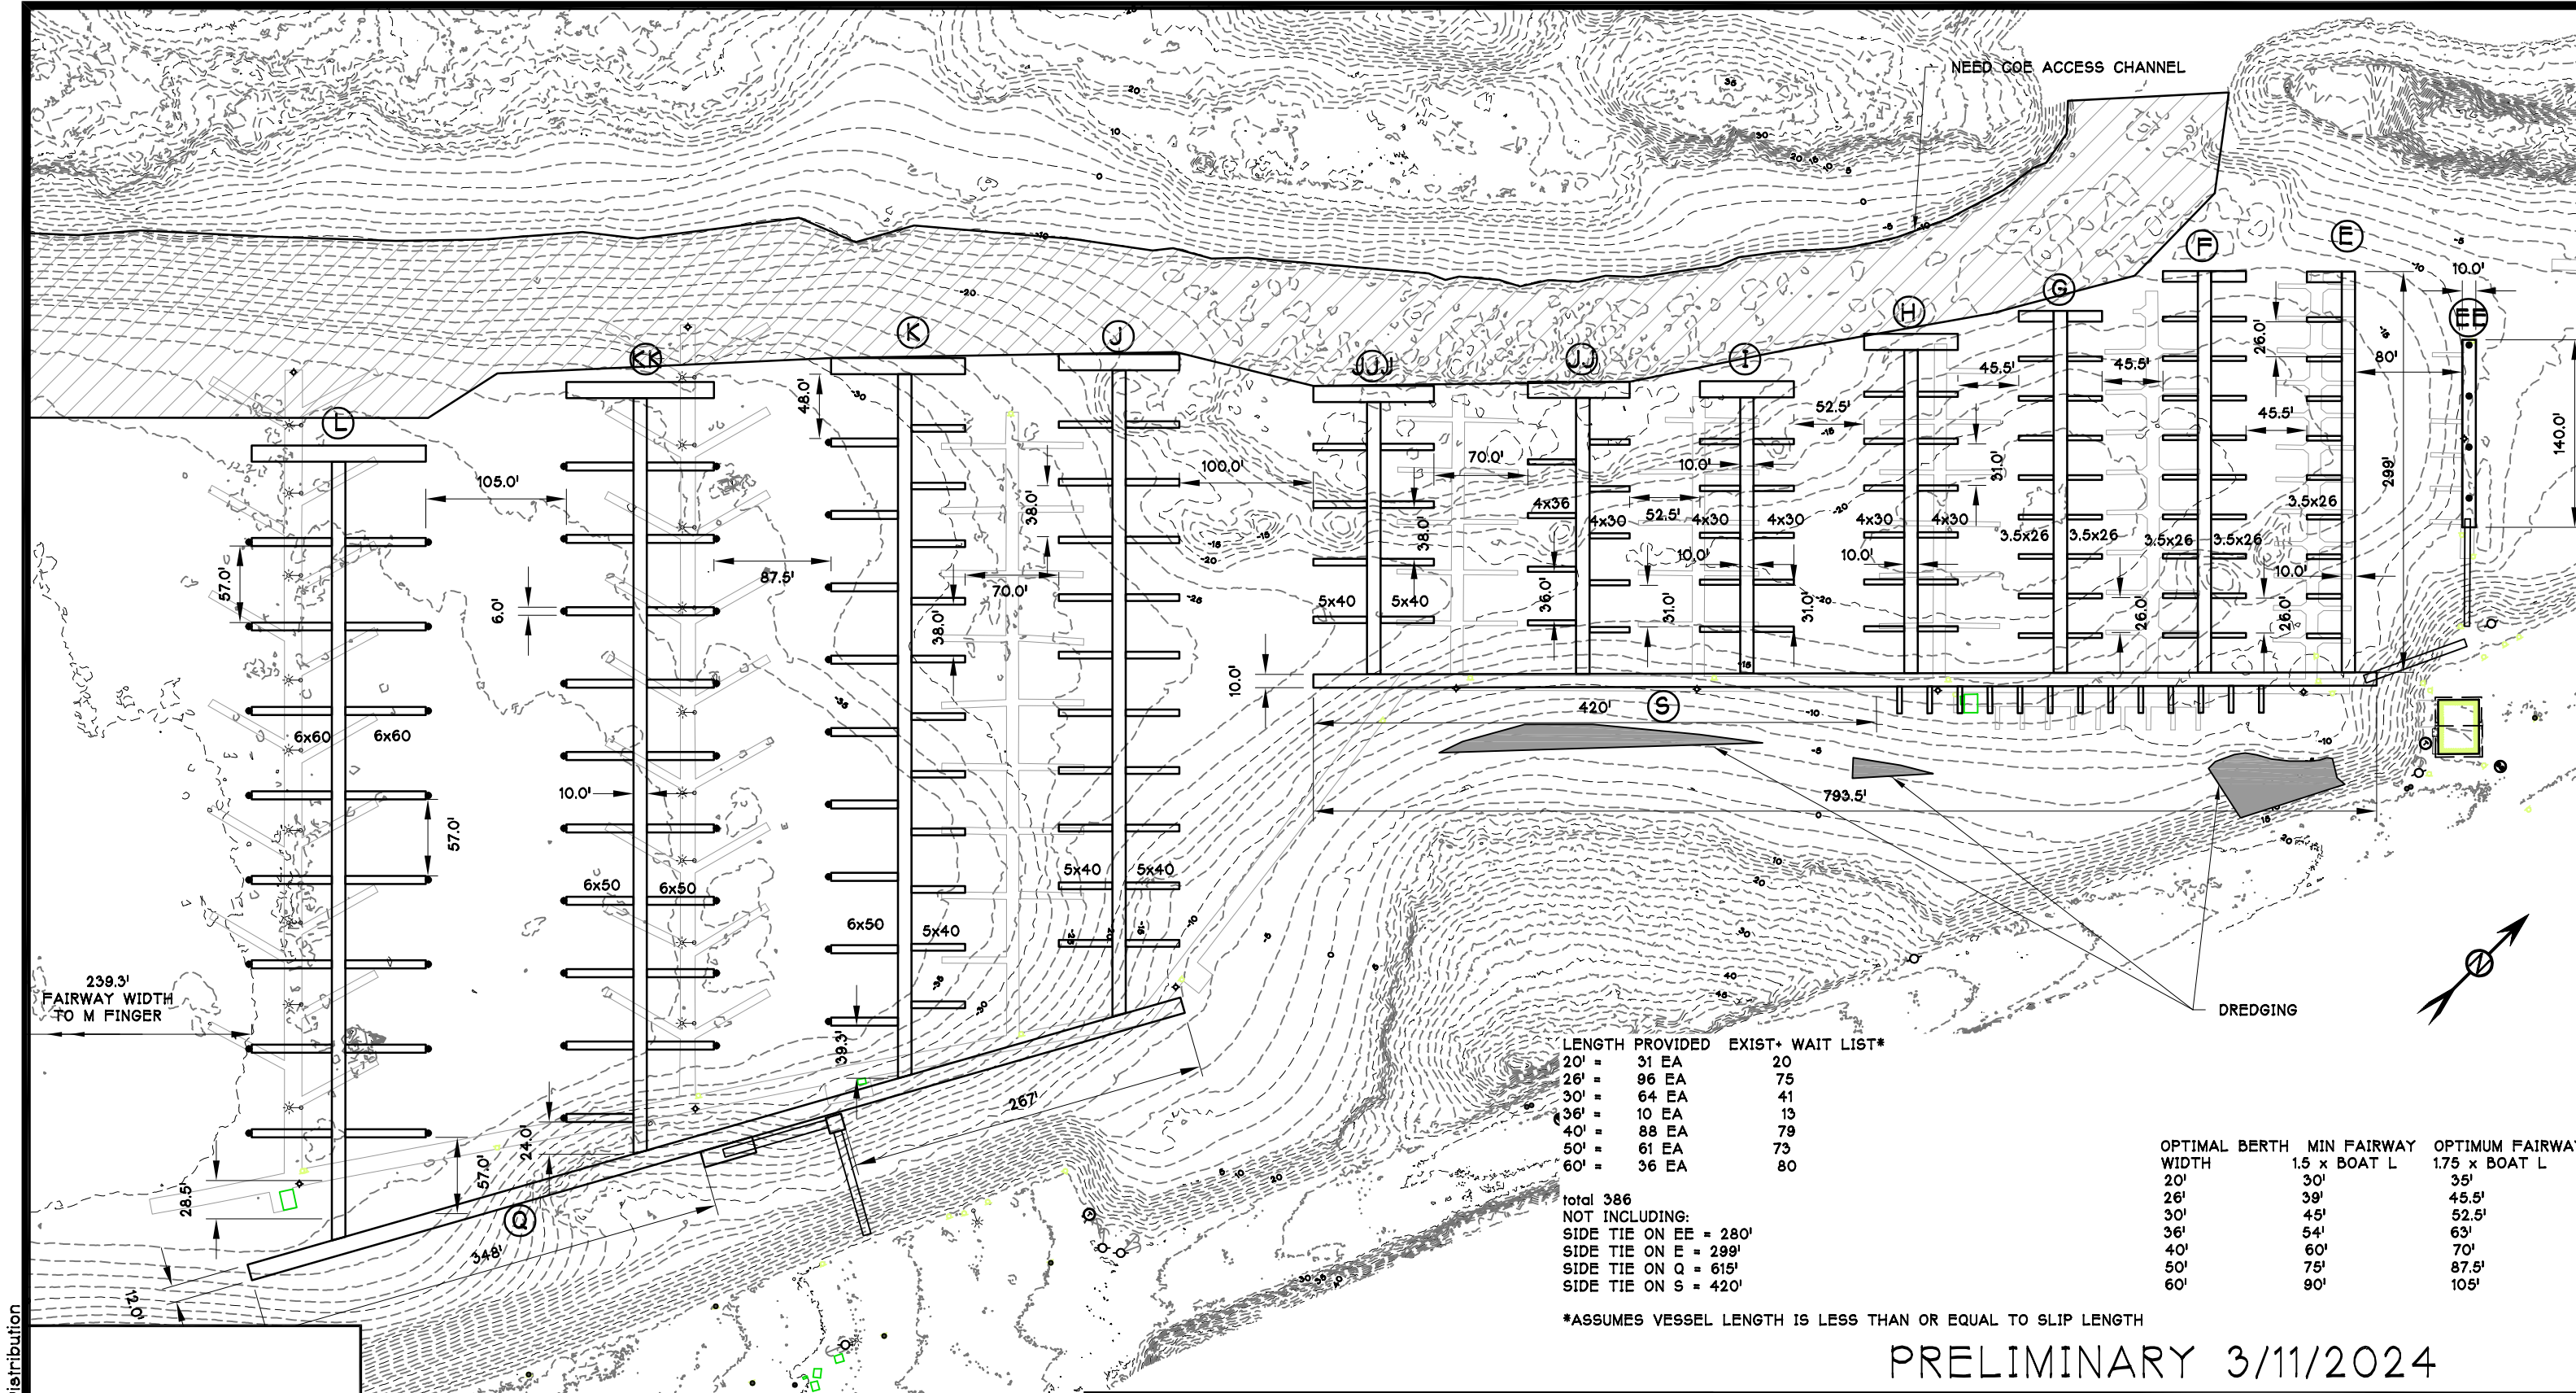 NEED COE ACCESS CHANNEL
E
F
G
H
I
J
JJ
JJJ
K
KK
L
EE
10.0'
26.0'
80'
45.5'
45.5'
45.5'
140.0'
299'
48.0'
52.5'
105.0'
100.0'
70.0'
10.0'
31.0'
38.0'
4x36
3.5x26
4x30
52.5'
4x30
4x30
4x30
4x30
3.5x26
3.5x26
3.5x26
3.5x26
38.0'
10.0'
10.0'
10.0'
57.0'
87.5'
6.0'
70.0'
36.0'
31.0'
31.0'
26.0'
26.0'
5x40
5x40
38.0'
10.0'
420'
S
6x60
6x60
10.0'
793.5'
57.0'
5x40
5x40
6x50
6x50
6x50
5x40
239.3'
FAIRWAY WIDTH
TO M FINGER
N
DREDGING
39.3'
267'
24.0'
57.0'
28.5'
Q
348'
12.0'
LENGTH PROVIDED EXIST+ WAIT LIST*
20' = 31 EA 20
26' = 96 EA 75
30' = 64 EA 41
36' = 10 EA 13
40' = 88 EA 79
50' = 61 EA 73
60' = 36 EA 80
total 386
NOT INCLUDING:
SIDE TIE ON EE = 280'
SIDE TIE ON E = 299'
SIDE TIE ON Q = 615'
SIDE TIE ON S = 420'
*ASSUMES VESSEL LENGTH IS LESS THAN OR EQUAL TO SLIP LENGTH
OPTIMAL BERTH MIN FAIRWAY OPTIMUM FAIRWAY
WIDTH 1.5 x BOAT L 1.75 x BOAT L
20' 30' 35'
26' 39' 45.5'
30' 45' 52.5'
36' 54' 63'
40' 60' 70'
50' 75' 87.5'
60' 90' 105'
PRELIMINARY 3/11/2024
istribution